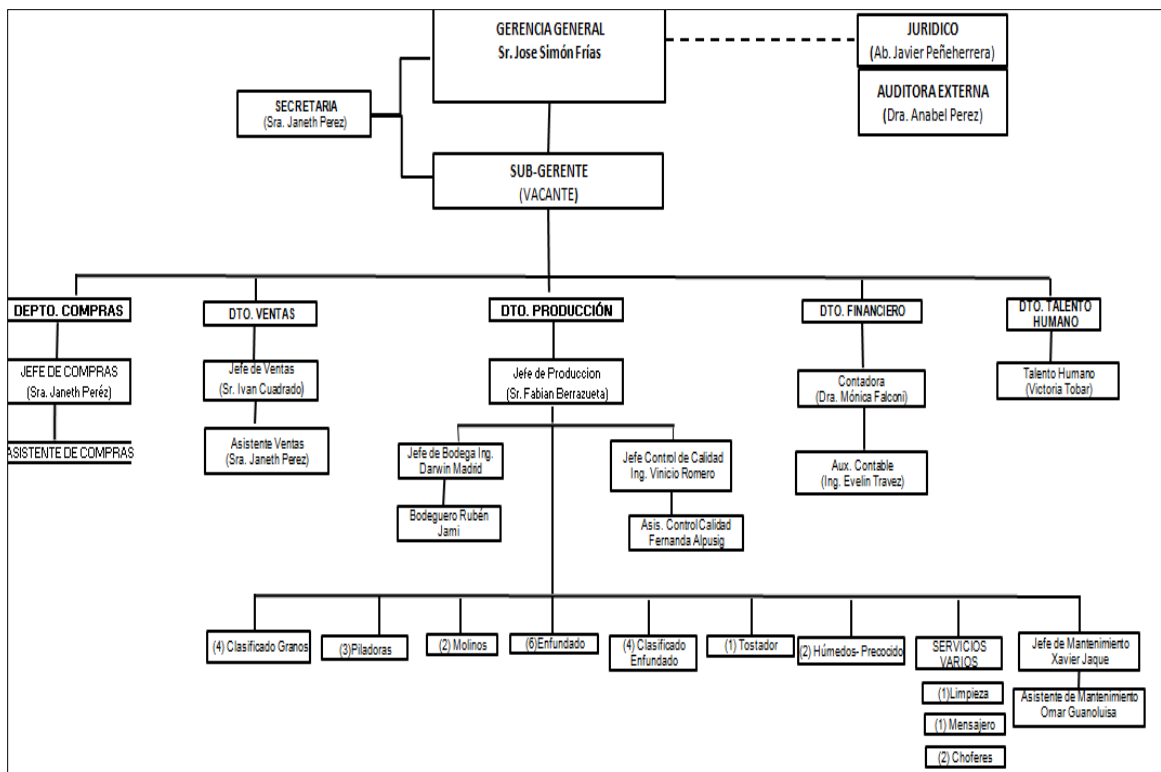 GERENCIA GENERAL
Sr. Jose Simón Frías
JURIDICO
(Ab. Javier Peñeherrera)
AUDITORA EXTERNA
(Dra. Anabel Perez)
SECRETARIA
(Sra. Janeth Perez)
SUB-GERENTE
(VACANTE)
DEPTO. COMPRAS
DTO. VENTAS
DTO. PRODUCCIÓN
DTO. FINANCIERO
DTO. TALENTO
HUMANO
JEFE DE COMPRAS
(Sra. Janeth Peréz)
Jefe de Ventas
(Sr. Ivan Cuadrado)
Jefe de Produccion
(Sr. Fabian Berrazueta)
Contadora
(Dra. Mónica Falconi)
Talento Humano
(Victoria Tobar)
ASISTENTE DE COMPRAS
Asistente Ventas
(Sra. Janeth Perez)
Jefe de Bodega Ing.
Darwin Madrid
Jefe Control de Calidad
Ing. Vinicio Romero
Aux. Contable
(Ing. Evelin Travez)
Bodeguero Rubén
Jami
Asis. Control Calidad
Fernanda Alpusig
(4) Clasificado Granos
(3)Piladoras
(2) Molinos
(6)Enfundado
(4) Clasificado
Enfundado
(1) Tostador
(2) Húmedos- Precocido
SERVICIOS
VARIOS
Jefe de Mantenimiento
Xavier Jaque
(1)Limpieza
(1) Mensajero
(2) Choferes
Asistente de Mantenimiento
Omar Guanoluisa